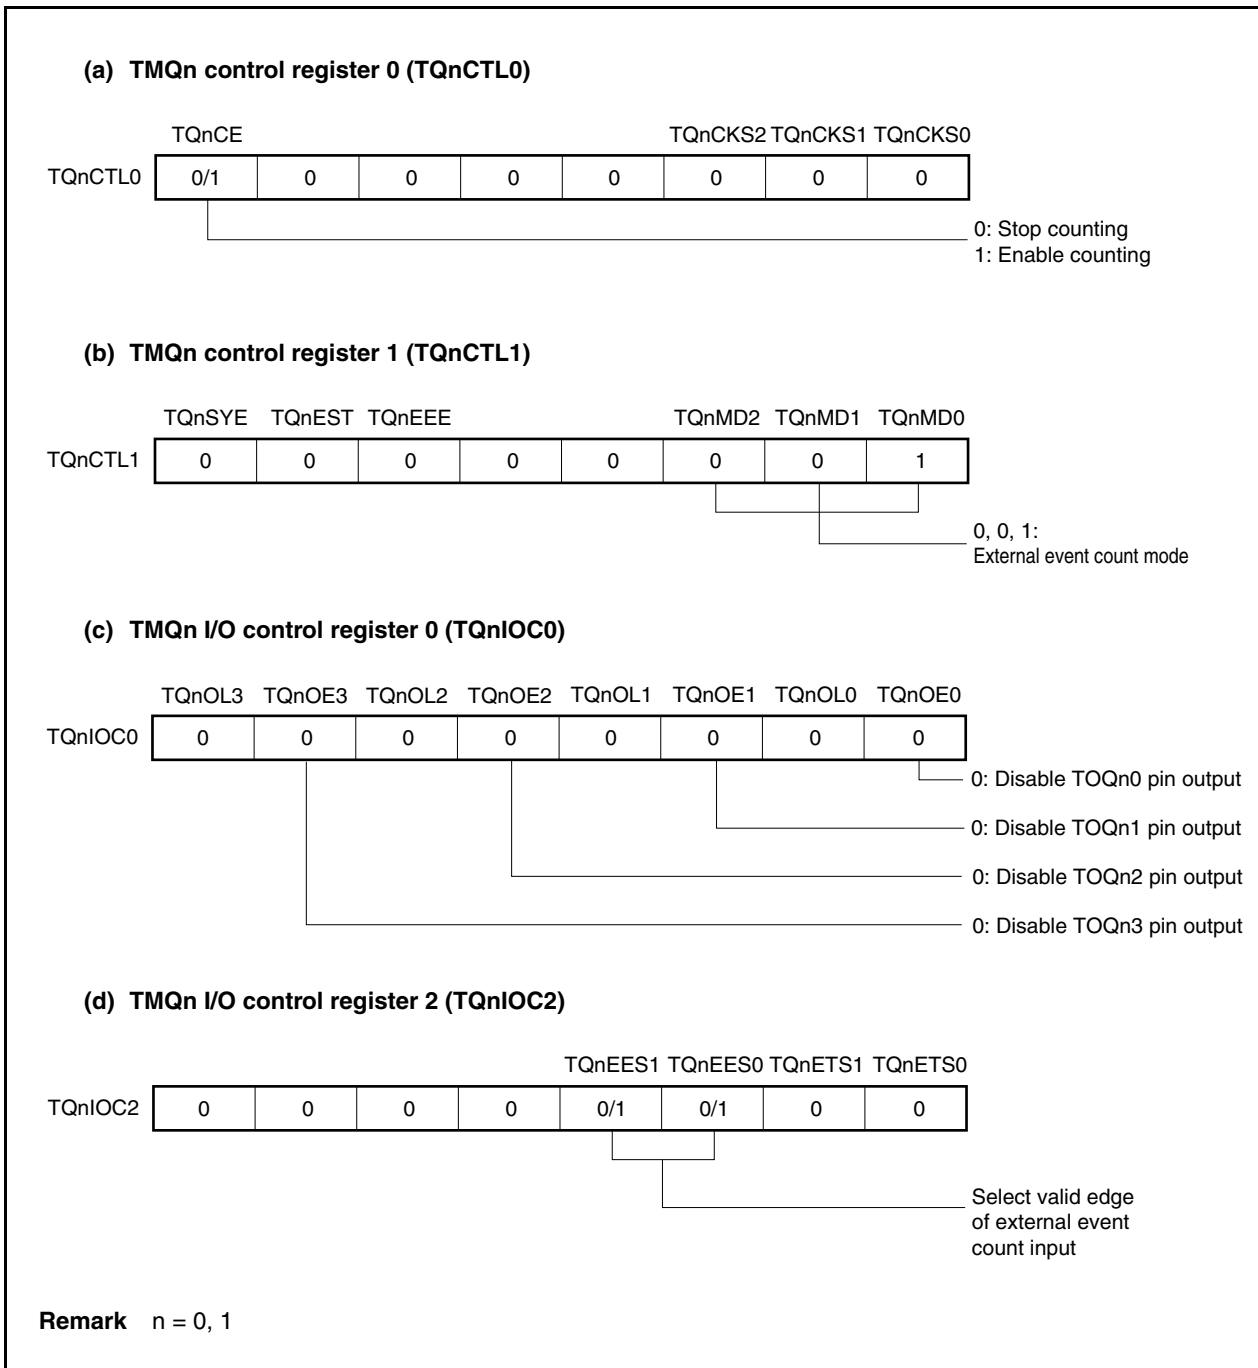 (a) TMQn control register 0 (TQnCTL0)
TQnCE TQnCKS2 TQnCKS1 TQnCKS0
TQnCTL0 0/1 0 0 0 0 0 0 0
0: Stop counting
1: Enable counting
(b) TMQn control register 1 (TQnCTL1)
TQnSYE TQnEST TQnEEE TQnMD2 TQnMD1 TQnMD0
TQnCTL1 0 0 0 0 0 0 0 1
0, 0, 1:
External event count mode
(c) TMQn I/O control register 0 (TQnIOC0)
TQnOL3 TQnOE3 TQnOL2 TQnOE2 TQnOL1 TQnOE1 TQnOL0 TQnOE0
TQnIOC0 0 0 0 0 0 0 0 0
0: Disable TOQn0 pin output
0: Disable TOQn1 pin output
0: Disable TOQn2 pin output
0: Disable TOQn3 pin output
(d) TMQn I/O control register 2 (TQnIOC2)
TQnEES1 TQnEES0 TQnETS1 TQnETS0
TQnIOC2 0 0 0 0 0/1 0/1 0 0
Select valid edge
of external event
count input
Remark n = 0, 1